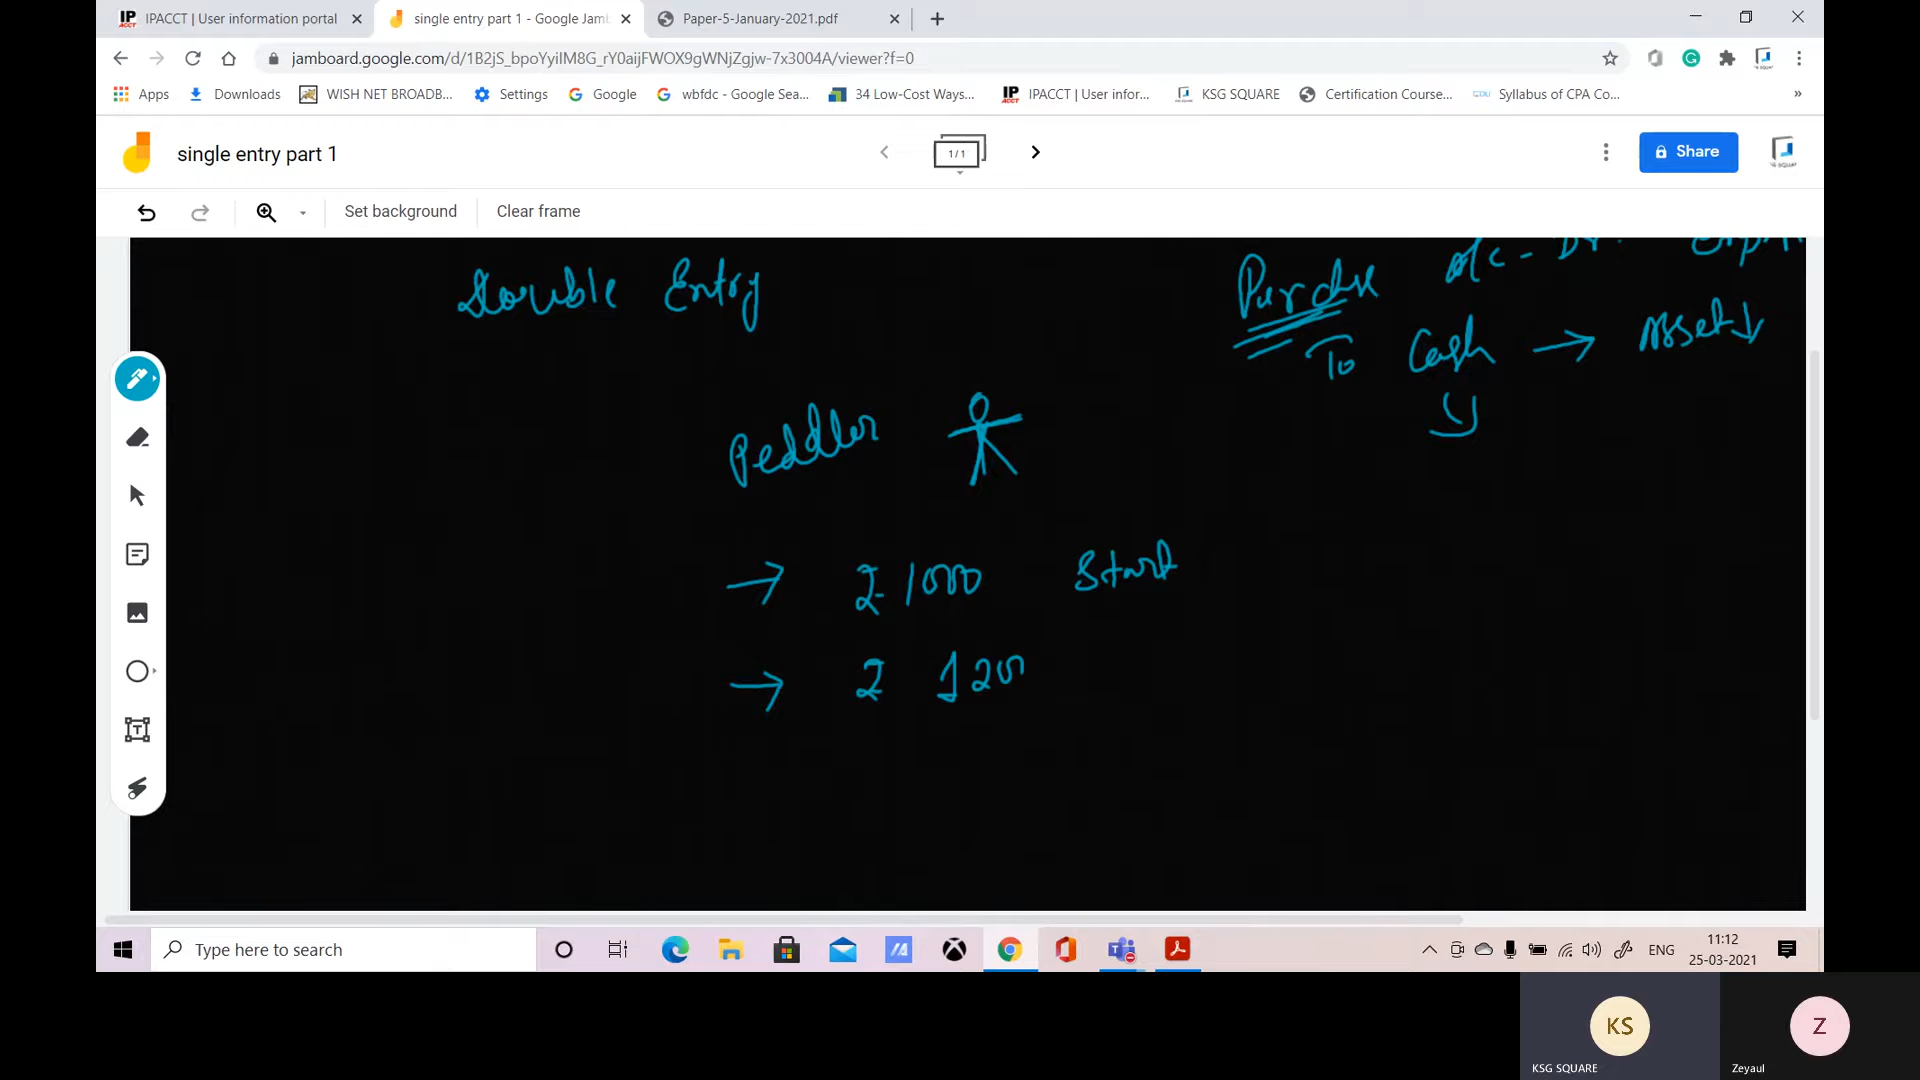 IPACCT | User information portal
single entry part 1 - Google Jamb
Paper-5-January-2021.pdf
jamboard.google.com/d/1B2jS_bpoYyiIM8G_rY0aijFWOX9gWNjZgjw-7x3004A/viewer?f=0
Apps Downloads WISH NET BROADB... Settings Google wbfdc - Google Sea... 34 Low-Cost Ways... IPACCT | User infor... KSG SQUARE Certification Course... Syllabus of CPA Co... »
single entry part 1
1/1
Share
Set background Clear frame
Double Entry
Purchase A/c - Dr.
To Cash → Asset ↓
Peddler
→ 1000 Start
→ 1200
Type here to search
ENG
11:12
25-03-2021
KS
KSG SQUARE
Z
Zeyaul